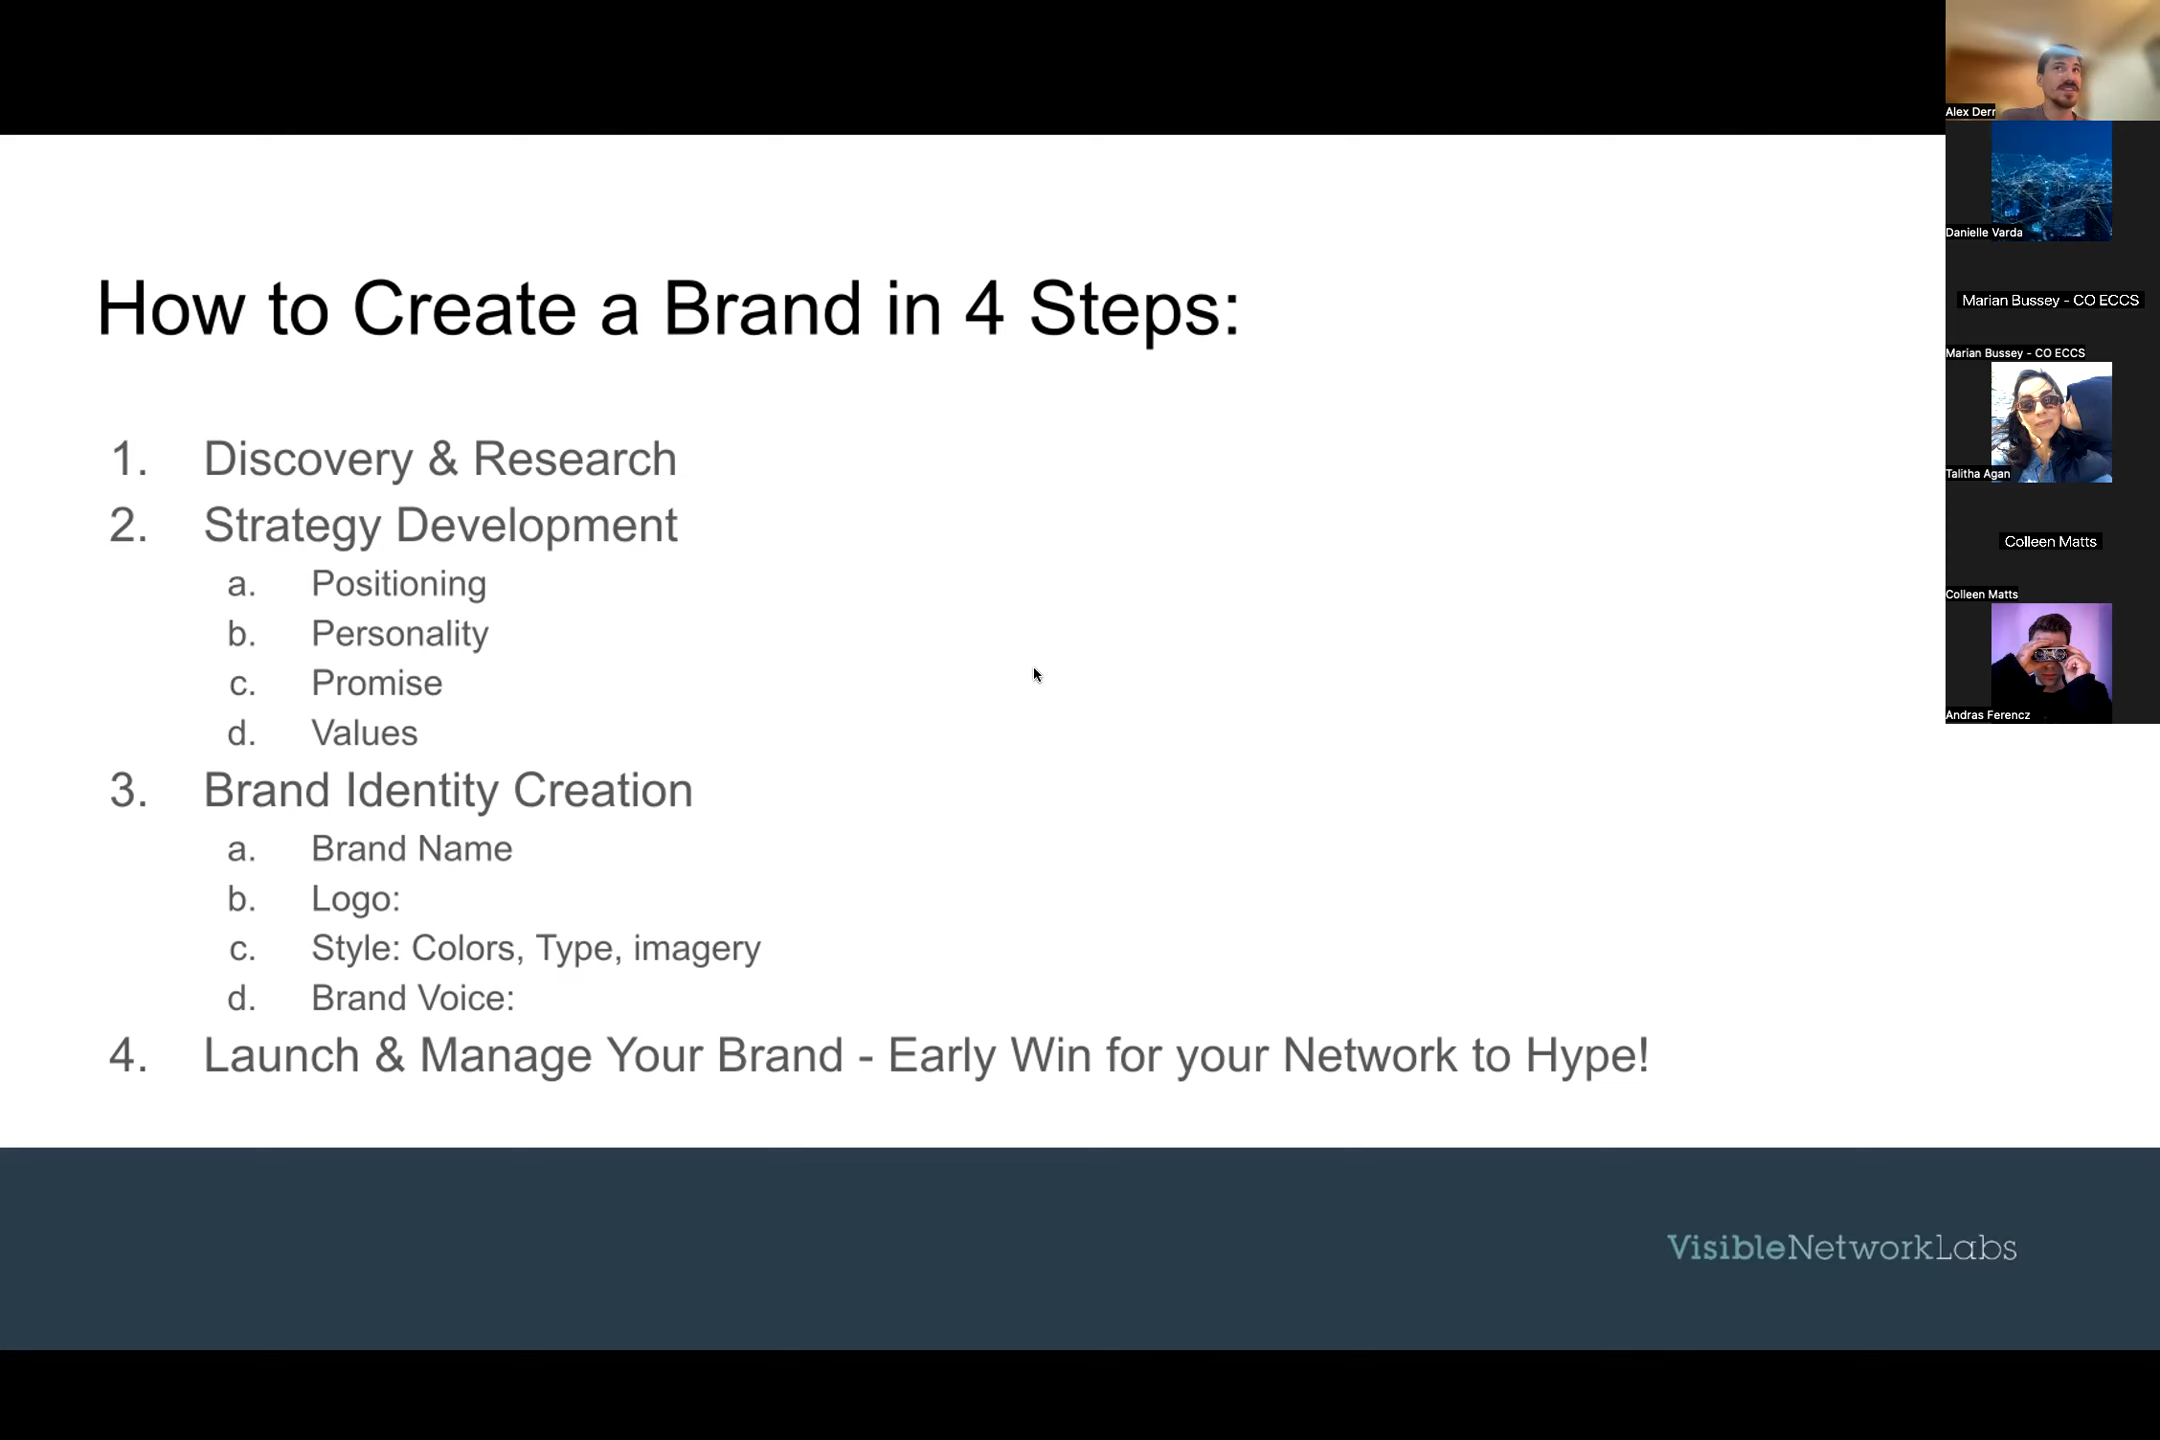 How to Create a Brand in 4 Steps:
1. Discovery & Research
2. Strategy Development
a. Positioning
b. Personality
c. Promise
d. Values
3. Brand Identity Creation
a. Brand Name
b. Logo:
c. Style: Colors, Type, imagery
d. Brand Voice:
4. Launch & Manage Your Brand - Early Win for your Network to Hype!
VisibleNetworkLabs
Alex Derr
Danielle Varda
Marian Bussey - CO ECCS
Marian Bussey - CO ECCS
Talitha Agan
Colleen Matts
Colleen Matts
Andras Ferencz